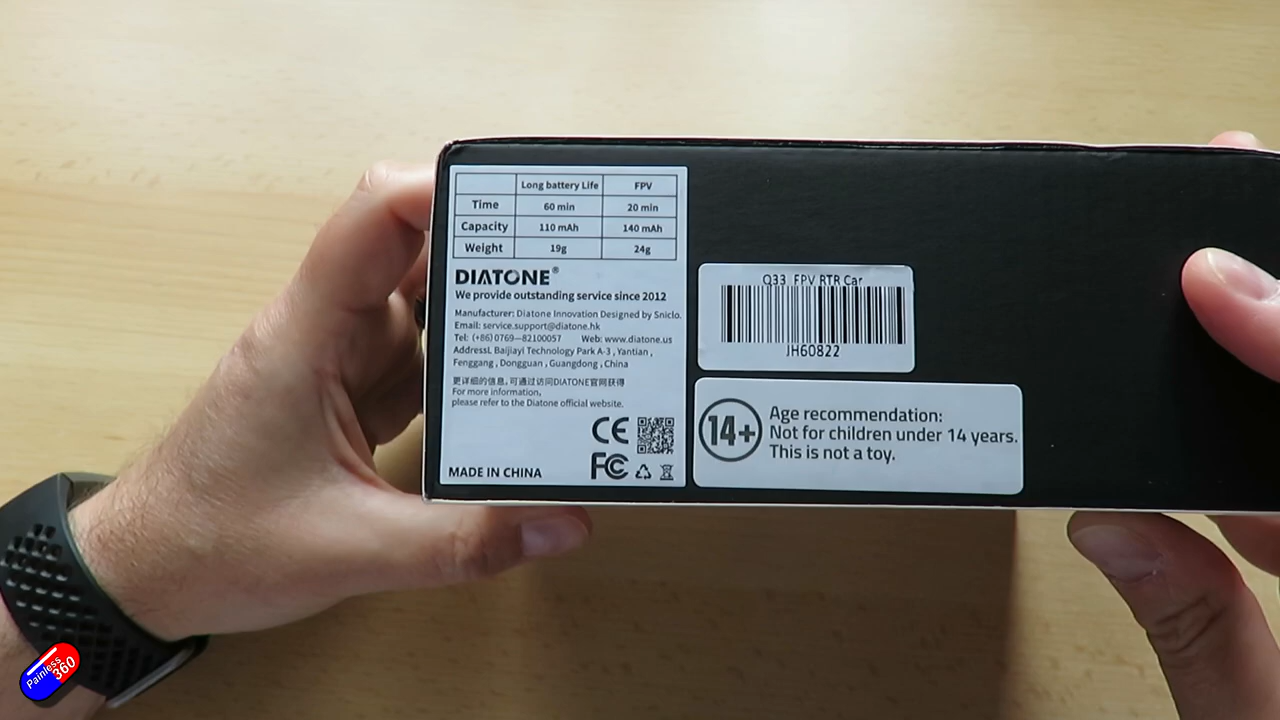 Long battery Life FPV
Time 60 min 20 min
Capacity 110 mAh 140 mAh
Weight 19g 24g
DIATONE®
We provide outstanding service since 2012
Manufacturer: Diatone Innovation Designed by Sniclo.
Email: service.support@diatone.hk
Tel: (+86)0769—82100057 Web: www.diatone.us
AddressL Baijiayi Technology Park A-3 , Yantian ,
Fenggang , Dongguan , Guangdong , China
更详细的信息,可通过访问DIATONE官网获得
For more information,
please refer to the Diatone official website.
CE
FC
MADE IN CHINA
Q33 FPV RTR Car
JH60822
14+
Age recommendation:
Not for children under 14 years.
This is not a toy.
Painless
360